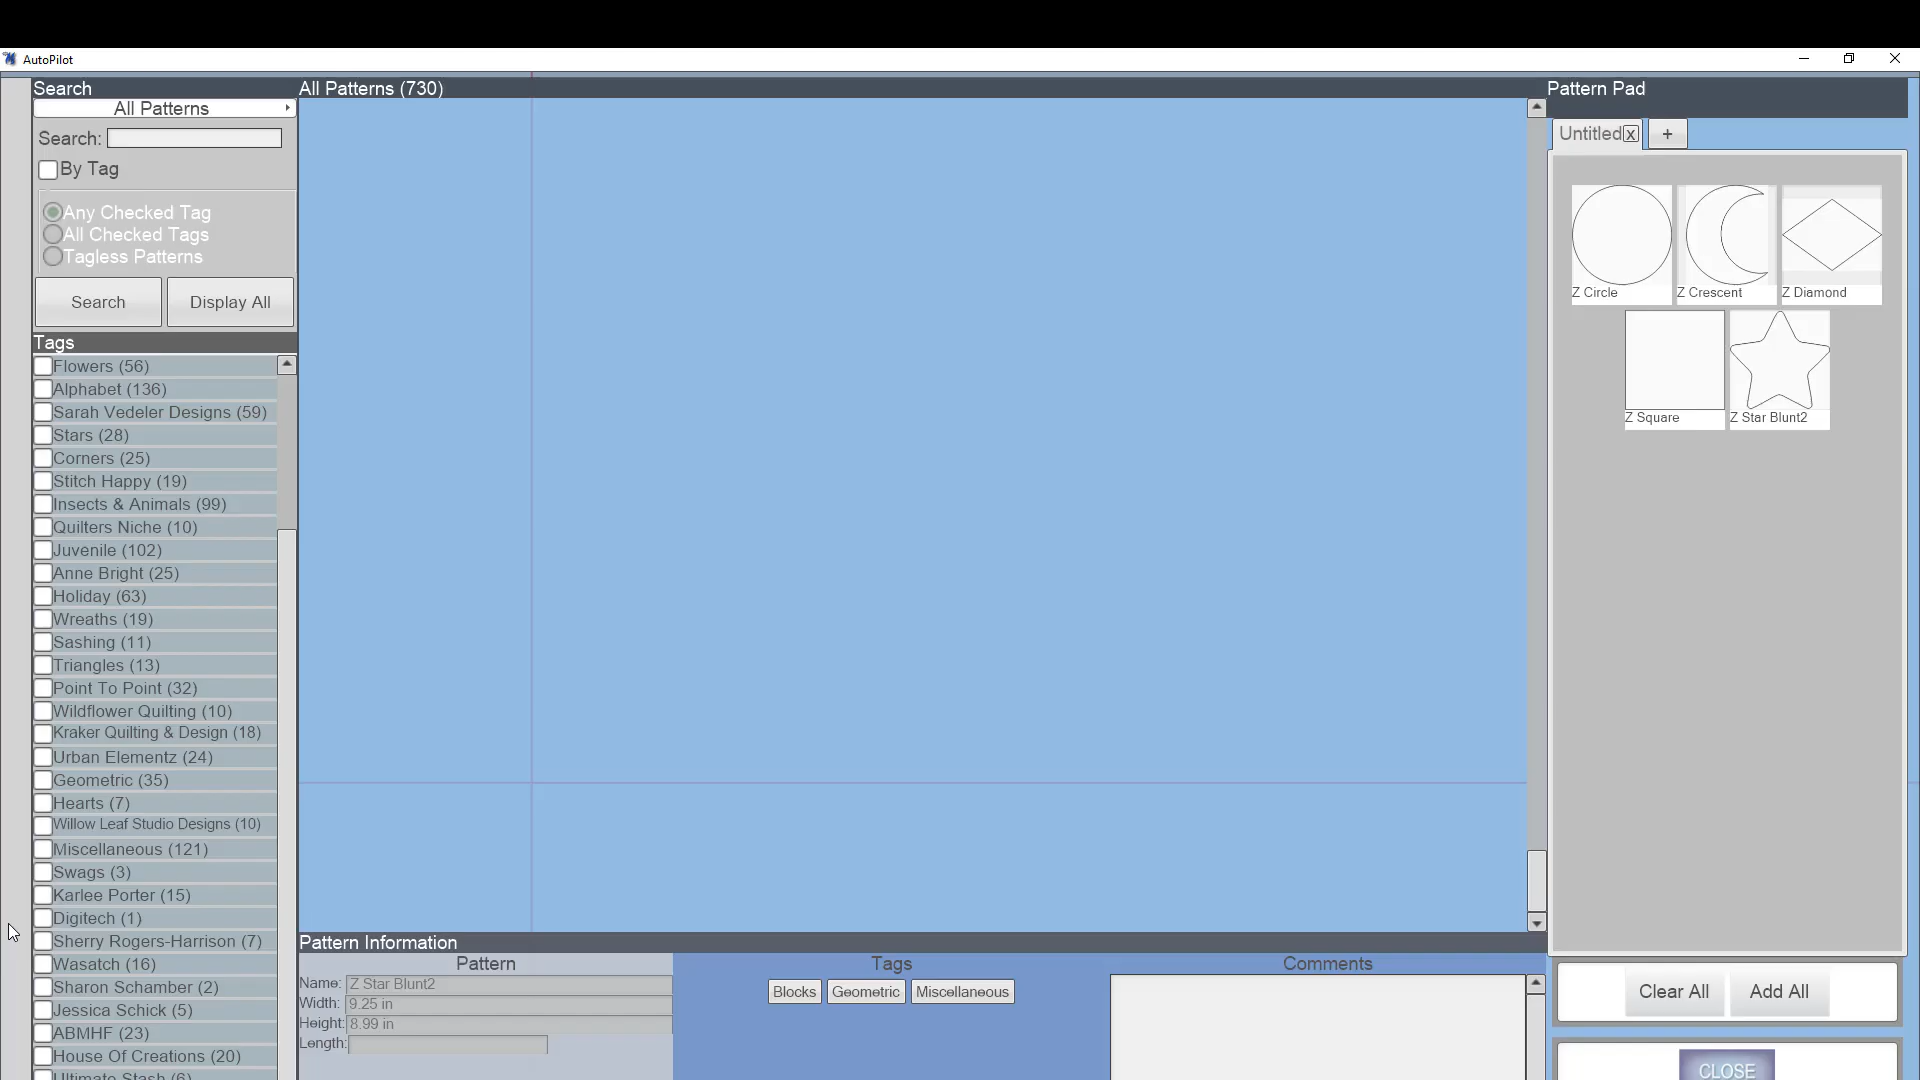 AutoPilot
Search
All Patterns
Search:
By Tag
Any Checked Tag
All Checked Tags
Tagless Patterns
Search
Display All
Tags
Flowers (56)
Alphabet (136)
Sarah Vedeler Designs (59)
Stars (28)
Corners (25)
Stitch Happy (19)
Insects & Animals (99)
Quilters Niche (10)
Juvenile (102)
Anne Bright (25)
Holiday (63)
Wreaths (19)
Sashing (11)
Triangles (13)
Point To Point (32)
Wildflower Quilting (10)
Kraker Quilting & Design (18)
Urban Elementz (24)
Geometric (35)
Hearts (7)
Willow Leaf Studio Designs (10)
Miscellaneous (121)
Swags (3)
Karlee Porter (15)
Digitech (1)
Sherry Rogers-Harrison (7)
Wasatch (16)
Sharon Schamber (2)
Jessica Schick (5)
ABMHF (23)
House Of Creations (20)
Ultimate Stash (6)
All Patterns (730)
Pattern Information
Pattern
Name: Z Star Blunt2
Width: 9.25 in
Height: 8.99 in
Length:
Tags
Blocks
Geometric
Miscellaneous
Comments
Pattern Pad
Untitled x
+
Z Circle
Z Crescent
Z Diamond
Z Square
Z Star Blunt2
Clear All
Add All
CLOSE